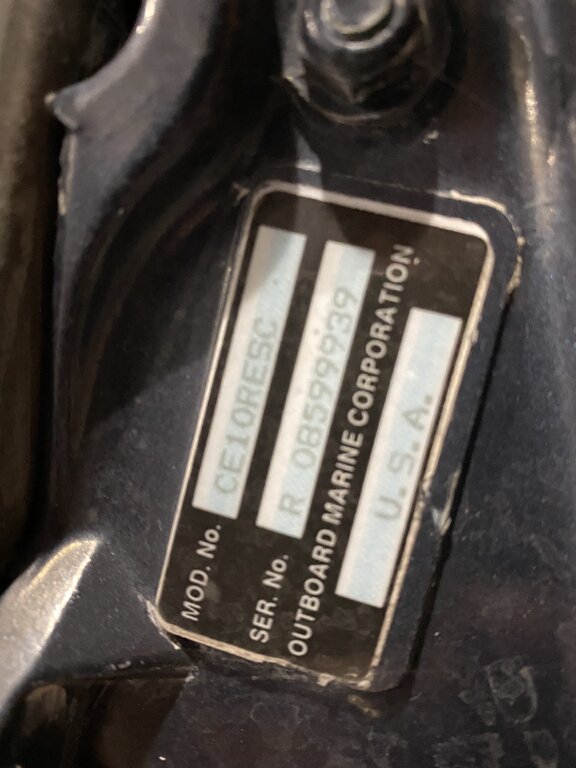 MOD. No. CE10RESC
SER. No. R 08599939
OUTBOARD MARINE CORPORATION
U.S.A.